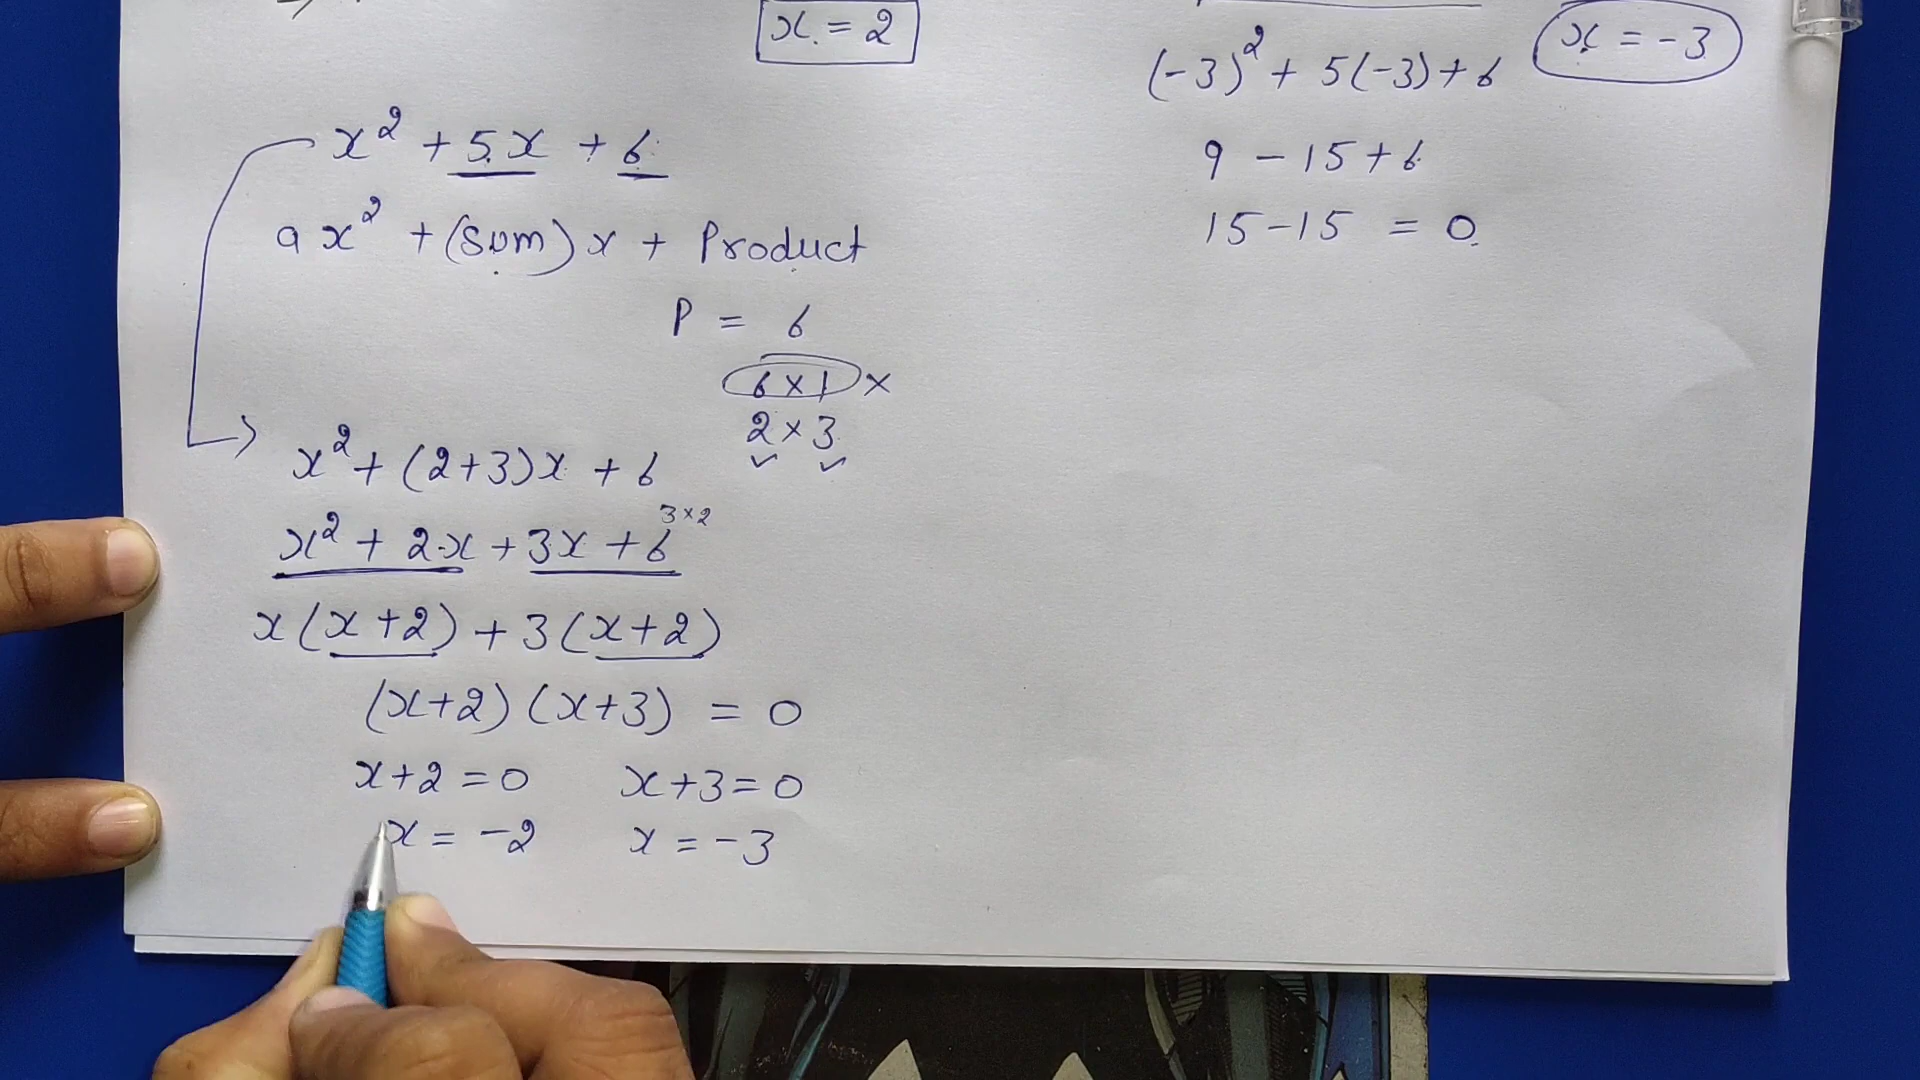 x = 2
x² + 5x + 6
ax² + (Sum)x + Product
P = 6
6 × 1 ×
2 × 3
✓ ✓
x² + (2+3)x + 6
3×2
x² + 2x + 3x + 6
x(x+2) + 3(x+2)
(x+2)(x+3) = 0
x+2 = 0 x+3 = 0
x = -2 x = -3
x = -3
(-3)² + 5(-3) + 6
9 - 15 + 6
15 - 15 = 0